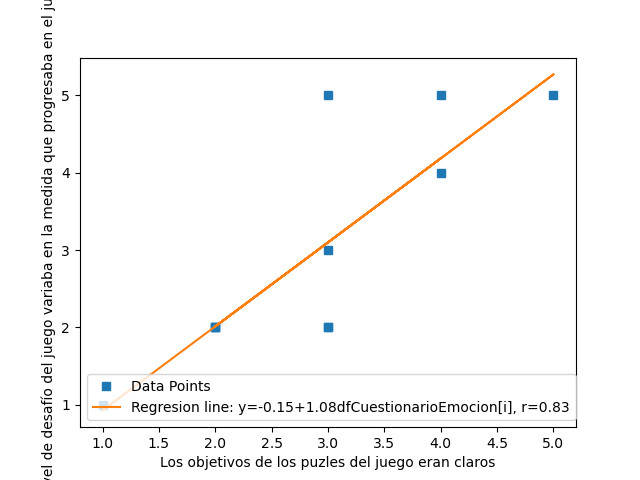 5
4
3
2
1
de desafío del juego variaba en la medida que progresaba en el
Data Points
Regresion line: y=-0.15+1.08dfCuestionarioEmocion[i], r=0.83
1.0 1.5 2.0 2.5 3.0 3.5 4.0 4.5 5.0
Los objetivos de los puzles del juego eran claros